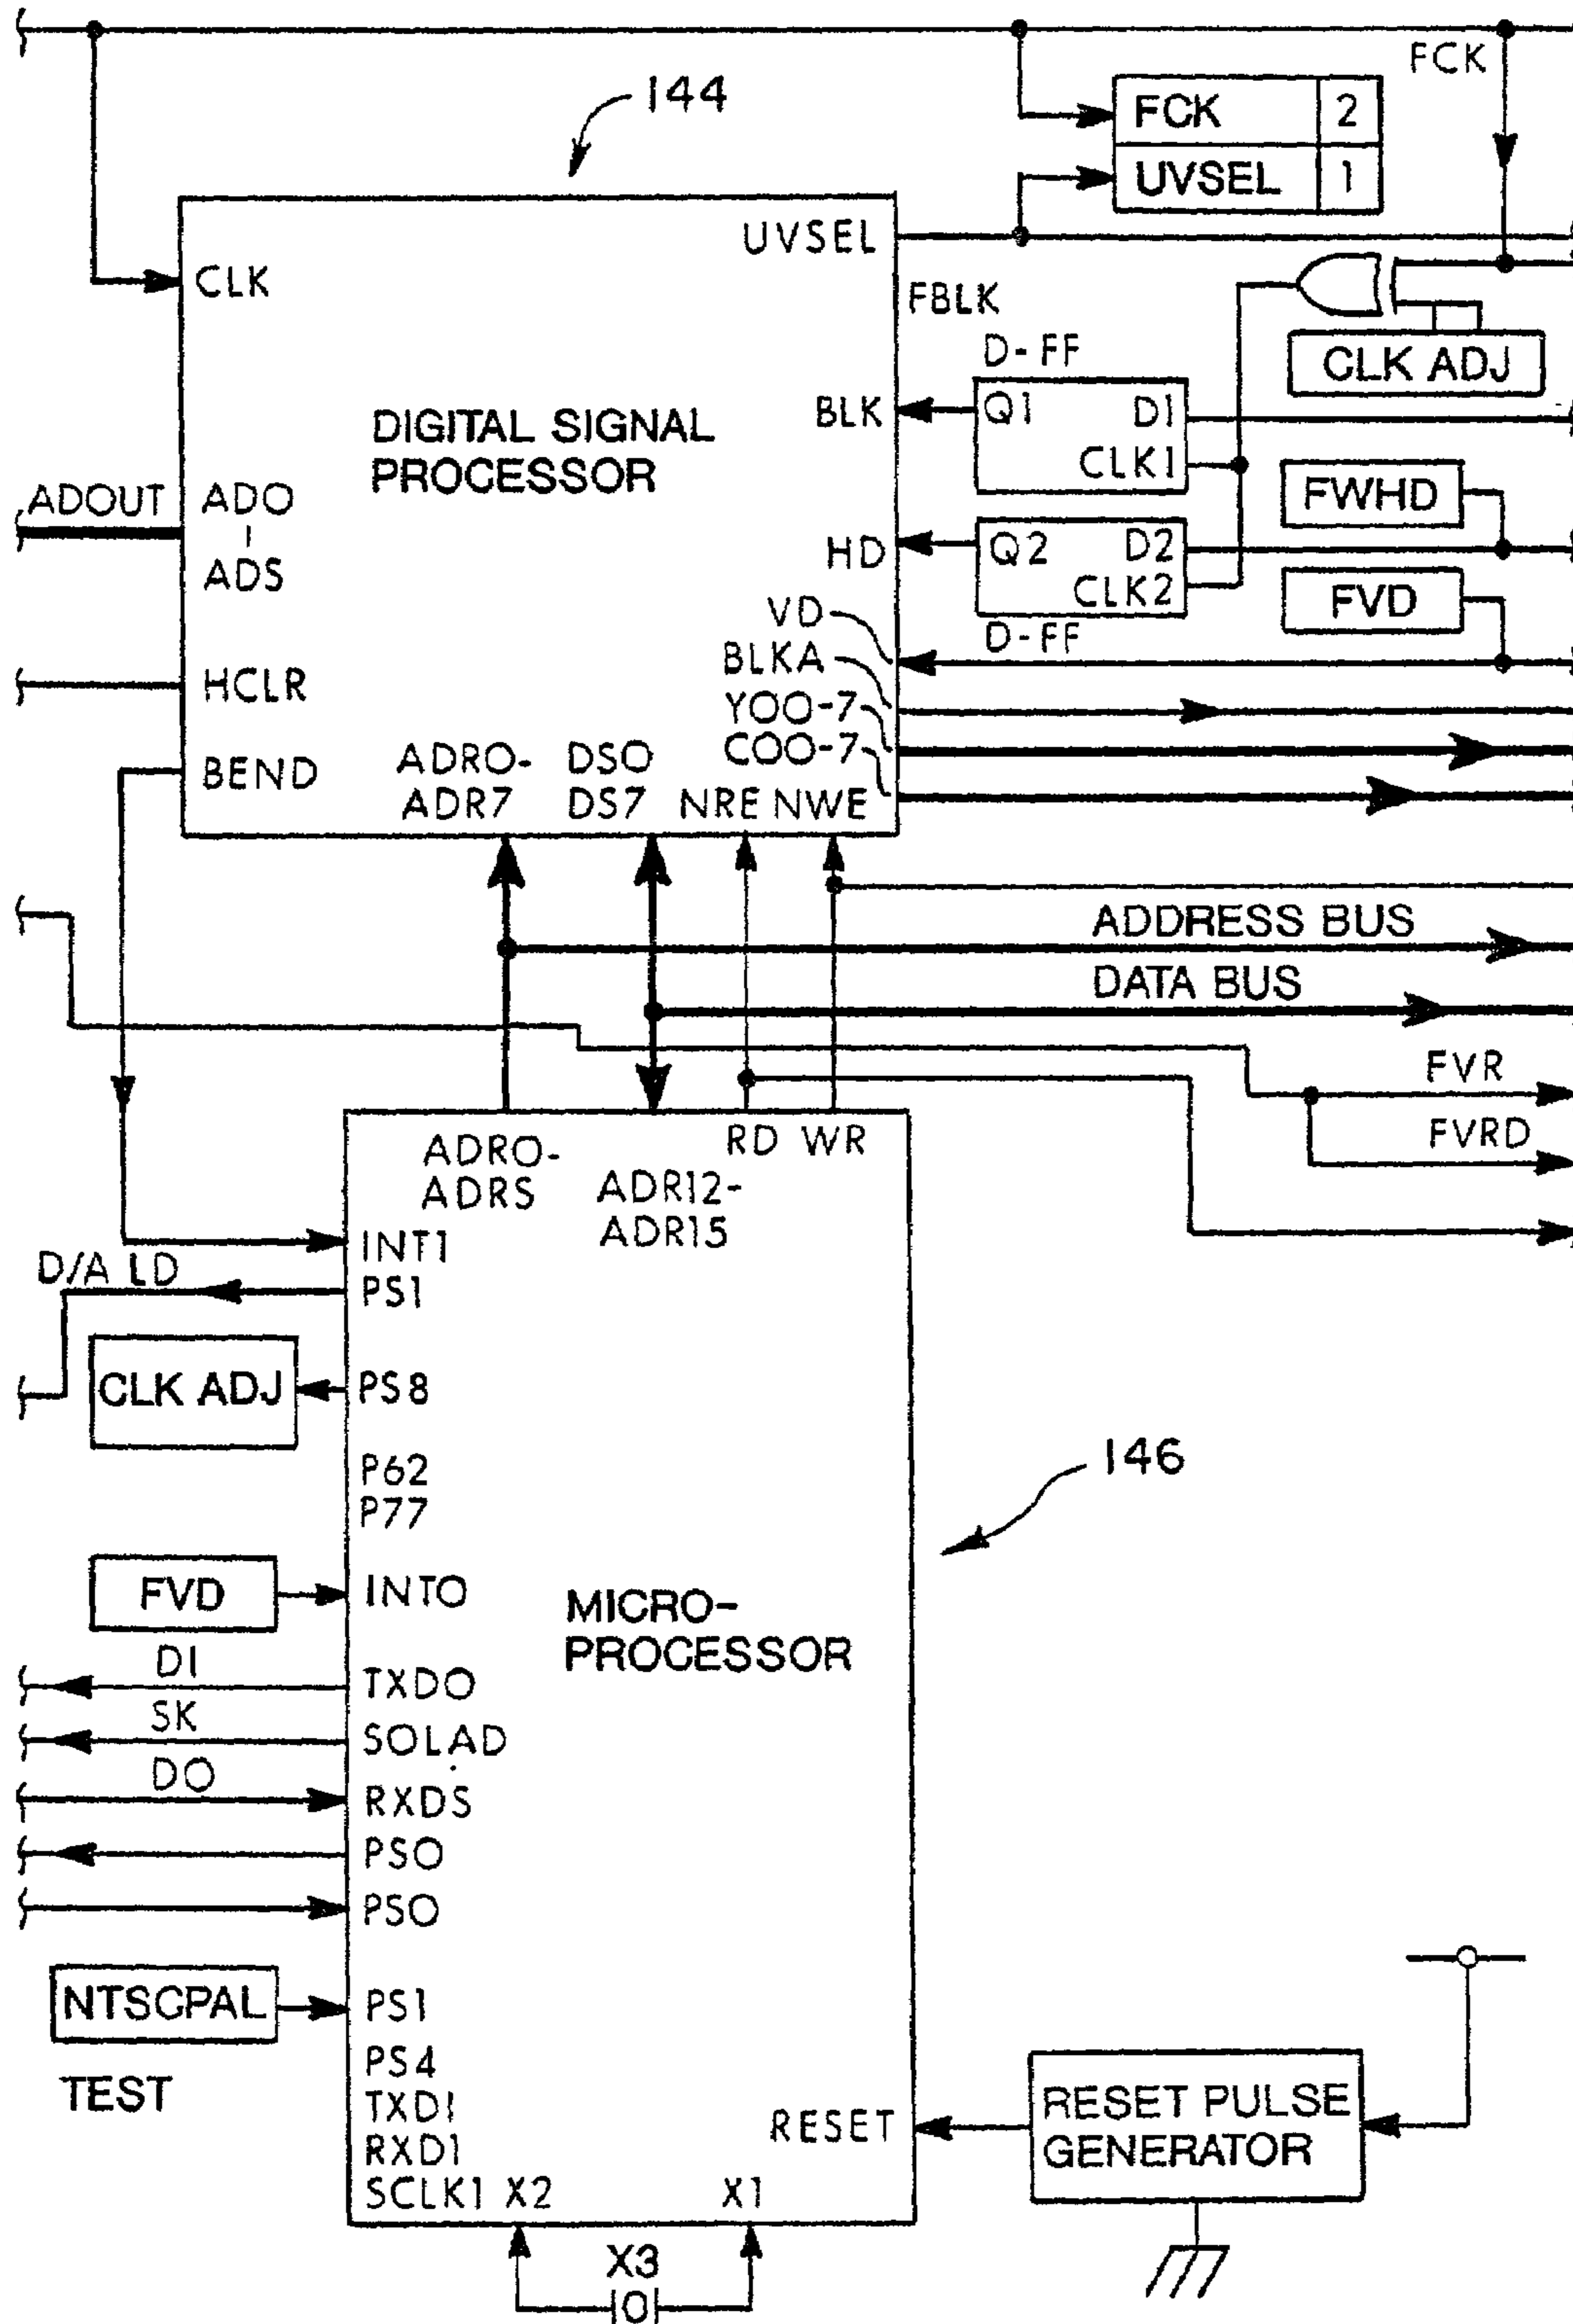 FCK
144
FCK 2
UVSEL 1
UVSEL
CLK
FBLK
CLK ADJ
D-FF
BLK
Q1 D1
CLK1
DIGITAL SIGNAL
PROCESSOR
FWHD
ADOUT
ADO
ADS
HD
Q2 D2
CLK2
D-FF
FVD
VD
BLKA
YOO-7
COO-7
HCLR
BEND
ADRO-
ADR7
DSO
DS7
NRE NWE
ADDRESS BUS
DATA BUS
FVR
FVRD
ADRO-
ADRS
ADR12-
ADR15
RD WR
INT1
D/A LD
PS1
CLK ADJ
PS8
146
P62
P77
FVD
INTO
MICRO-
PROCESSOR
DI
TXDO
SK
SOLAD
DO
RXDS
PSO
PSO
NTSCPAL
PS1
TEST
PS4
TXD1
RXD1
SCLK1 X2
X1
RESET
RESET PULSE
GENERATOR
X3